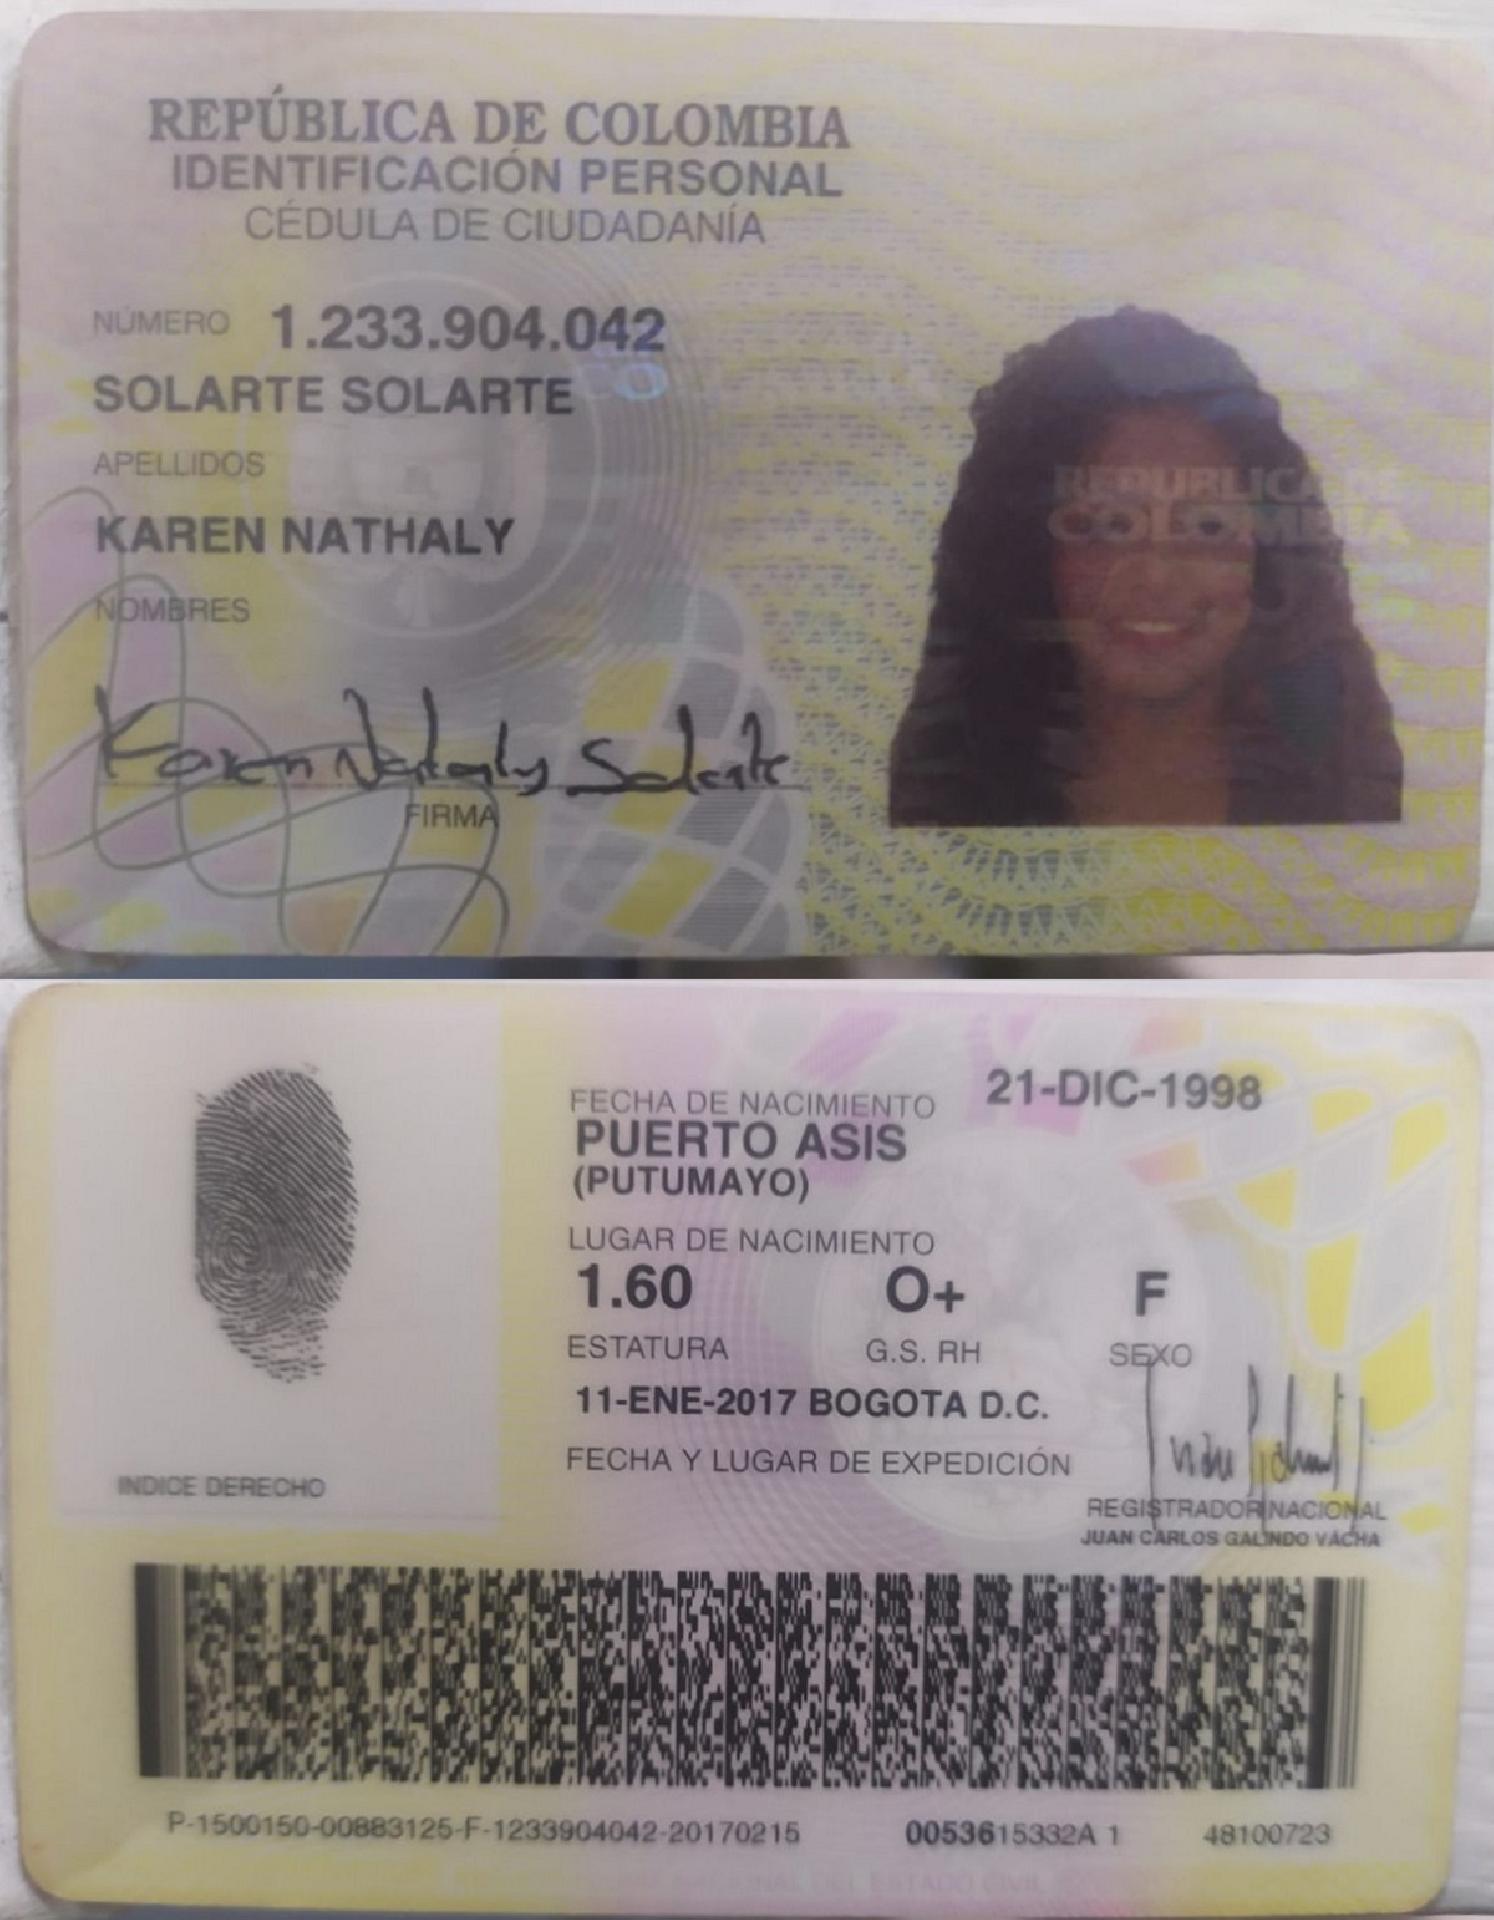 REPÚBLICA DE COLOMBIA
IDENTIFICACIÓN PERSONAL
CÉDULA DE CIUDADANÍA
NÚMERO 1.233.904.042
SOLARTE SOLARTE
APELLIDOS
KAREN NATHALY
NOMBRES
Karen Nathaly Solarte
FIRMA
REPUBLICA DE
COLOMBIA
FECHA DE NACIMIENTO 21-DIC-1998
PUERTO ASIS
(PUTUMAYO)
LUGAR DE NACIMIENTO
1.60 O+ F
ESTATURA G.S. RH SEXO
11-ENE-2017 BOGOTA D.C.
FECHA Y LUGAR DE EXPEDICIÓN
INDICE DERECHO
REGISTRADOR NACIONAL
JUAN CARLOS GALINDO VÁCHA
P-1500150-00883125-F-1233904042-20170215 0053615332A 1 48100723